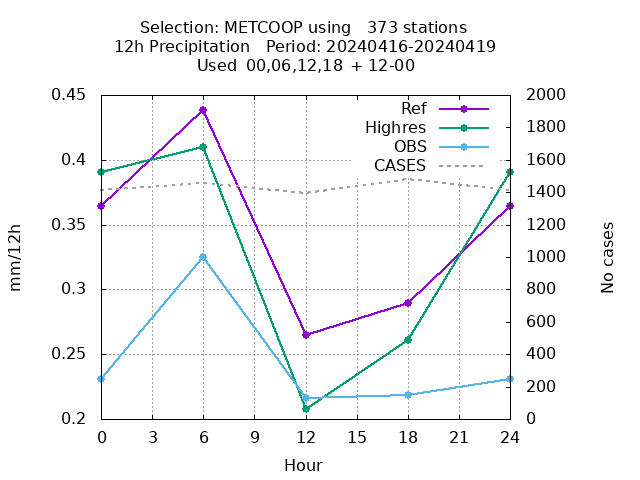 Selection: METCOOP using   373 stations
12h Precipitation   Period: 20240416-20240419
Used  00,06,12,18  + 12-00
0.45
0.4
0.35
0.3
0.25
0.2
mm/12h
Ref
Highres
OBS
CASES
2000
1800
1600
1400
1200
1000
800
600
400
200
0
No cases
0 3 6 9 12 15 18 21 24
Hour